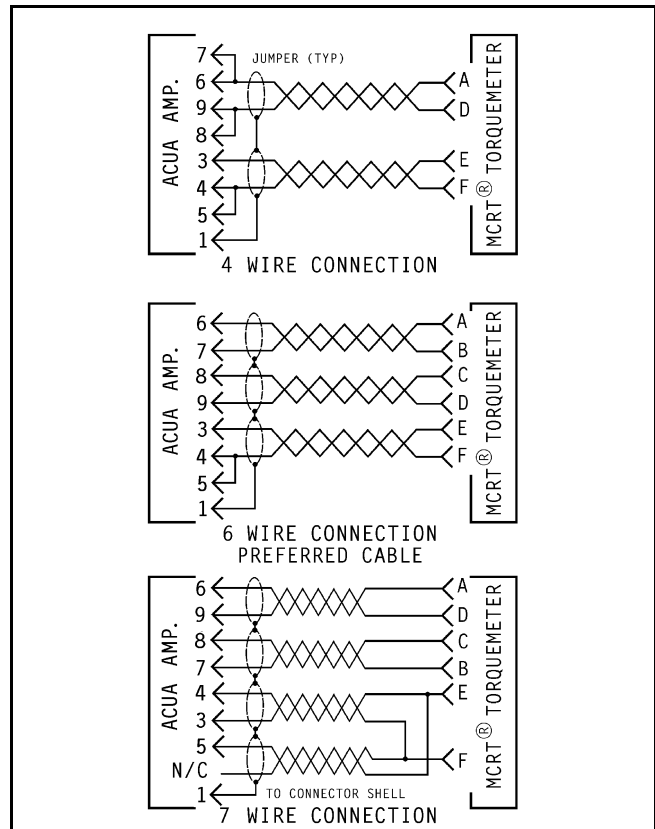 7
JUMPER (TYP)
6
A
9
D
8
3
E
4
F
5
1
ACUA AMP.
MCRT® TORQUEMETER
4 WIRE CONNECTION
6
A
7
B
8
C
9
D
3
E
4
F
5
1
ACUA AMP.
MCRT® TORQUEMETER
6 WIRE CONNECTION
PREFERRED CABLE
6
A
9
D
8
C
7
B
4
E
3
5
F
N/C
1
TO CONNECTOR SHELL
ACUA AMP.
MCRT® TORQUEMETER
7 WIRE CONNECTION